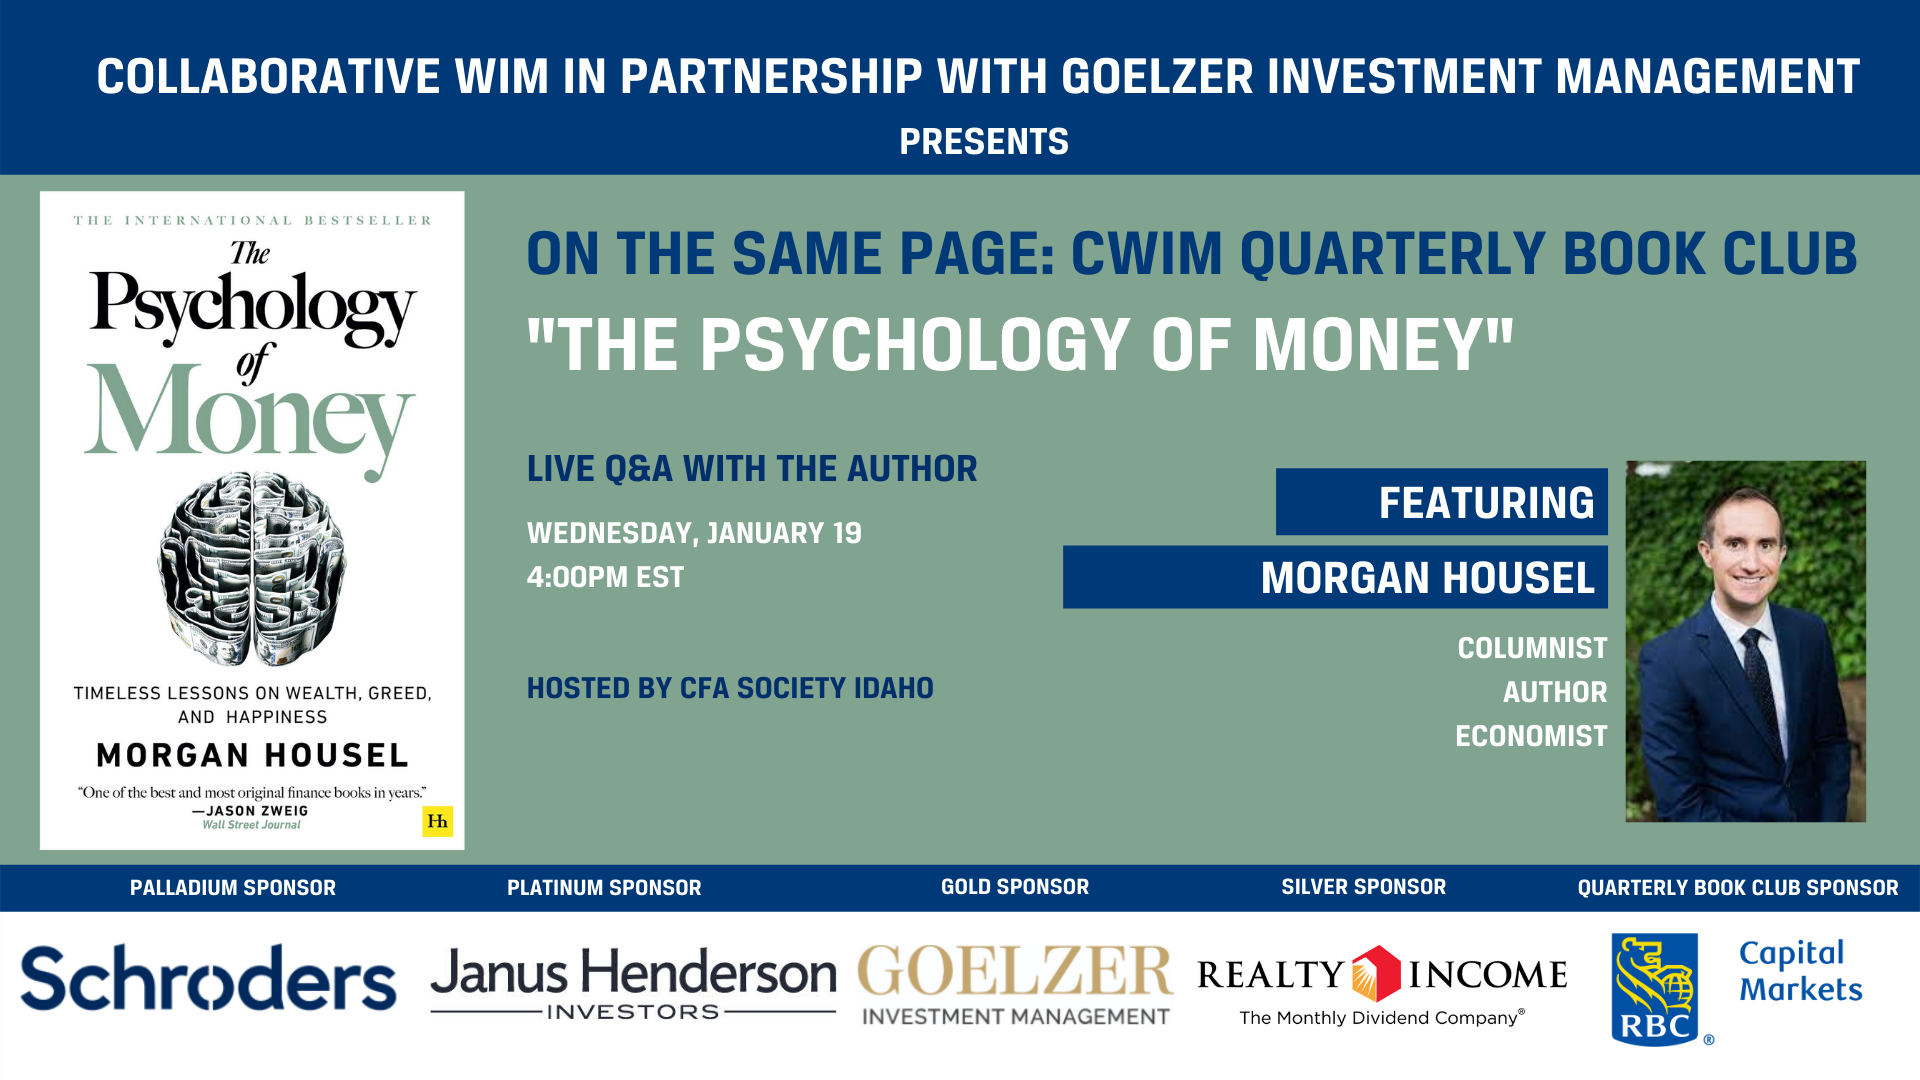 COLLABORATIVE WIM IN PARTNERSHIP WITH GOELZER INVESTMENT MANAGEMENT
PRESENTS
THE INTERNATIONAL BESTSELLER
The
Psychology
of
Money
TIMELESS LESSONS ON WEALTH, GREED,
AND HAPPINESS
MORGAN HOUSEL
“One of the best and most original finance books in years.”
—JASON ZWEIG
Wall Street Journal
Hh
ON THE SAME PAGE: CWIM QUARTERLY BOOK CLUB
"THE PSYCHOLOGY OF MONEY"
LIVE Q&A WITH THE AUTHOR
WEDNESDAY, JANUARY 19
4:00PM EST
HOSTED BY CFA SOCIETY IDAHO
FEATURING
MORGAN HOUSEL
COLUMNIST
AUTHOR
ECONOMIST
PALLADIUM SPONSOR
Schroders
PLATINUM SPONSOR
Janus Henderson
INVESTORS
GOLD SPONSOR
GOELZER
INVESTMENT MANAGEMENT
SILVER SPONSOR
REALTY INCOME
The Monthly Dividend Company®
QUARTERLY BOOK CLUB SPONSOR
RBC ®
Capital
Markets